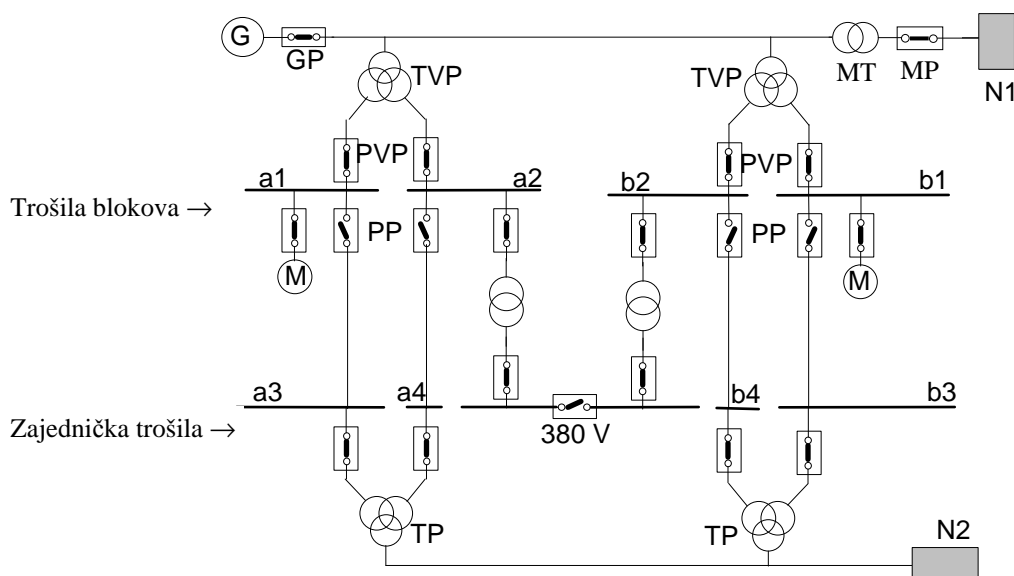 G
GP
TVP
TVP
MT
MP
N1
PVP
PVP
a1
a2
b2
b1
Trošila blokova →
PP
PP
M
M
a3
a4
b4
b3
Zajednička trošila →
380 V
TP
TP
N2